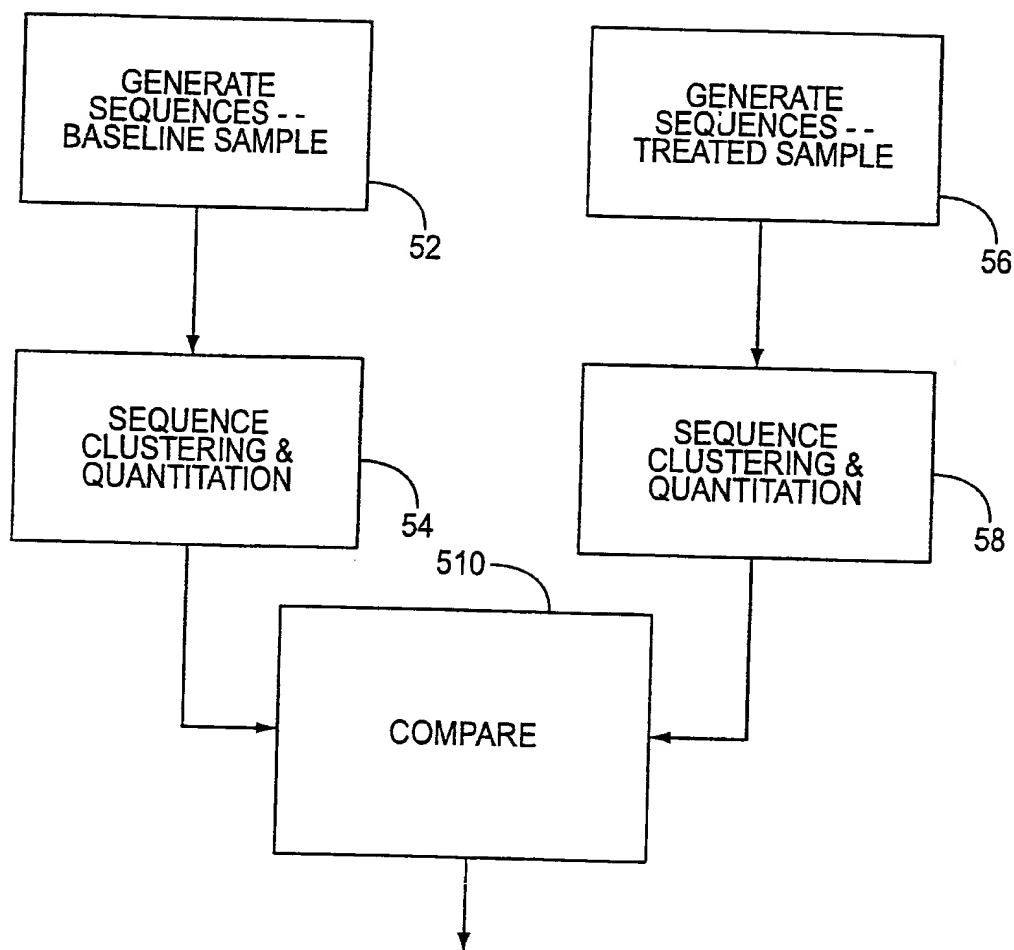 GENERATE
SEQUENCES - -
BASELINE SAMPLE
52
GENERATE
SEQUENCES - -
TREATED SAMPLE
56
SEQUENCE
CLUSTERING &
QUANTITATION
54
SEQUENCE
CLUSTERING &
QUANTITATION
58
510
COMPARE